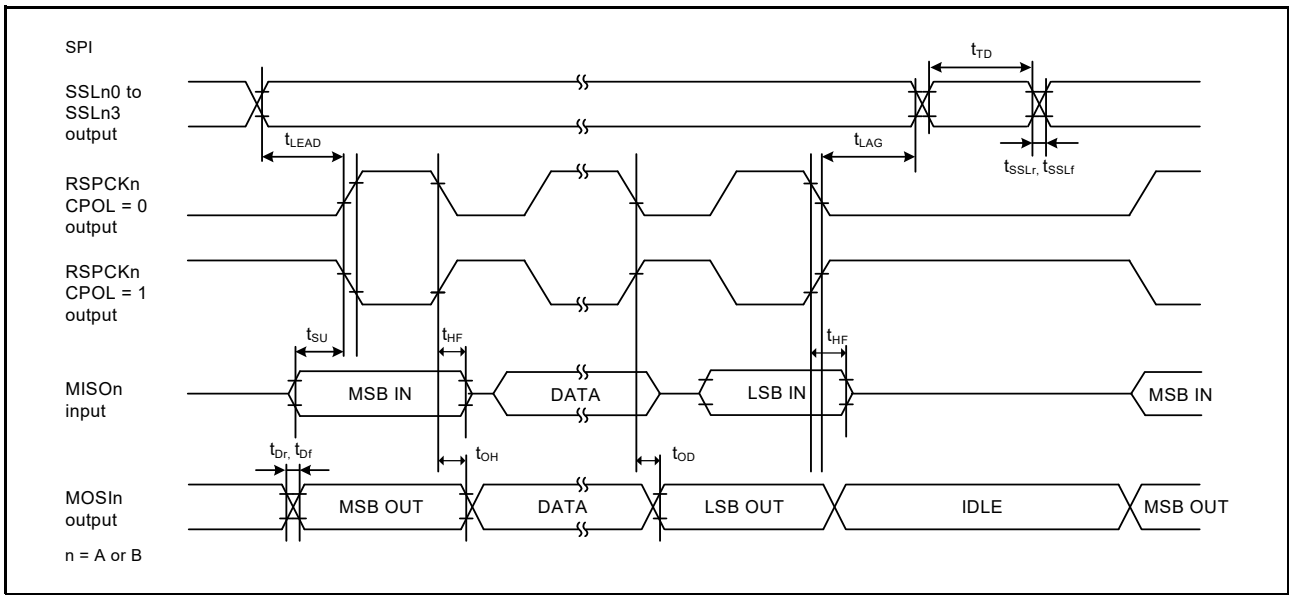 SPI
tTD
SSLn0 to
SSLn3
output
tLEAD
tLAG
tSSLr, tSSLf
RSPCKn
CPOL = 0
output
RSPCKn
CPOL = 1
output
tSU
tHF
tHF
MISOn
input
MSB IN
DATA
LSB IN
MSB IN
tDr, tDf
tOH
tOD
MOSIn
output
MSB OUT
DATA
LSB OUT
IDLE
MSB OUT
n = A or B